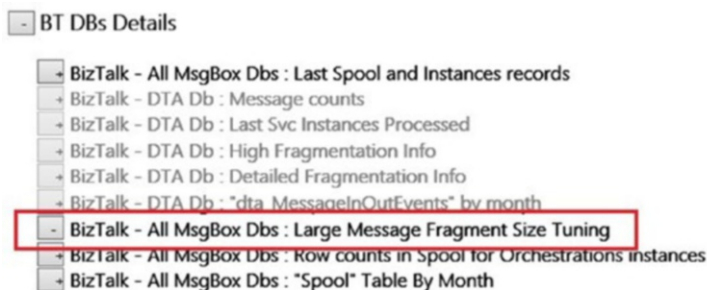 BT DBs Details
BizTalk - All MsgBox Dbs : Last Spool and Instances records
BizTalk - DTA Db : Message counts
BizTalk - DTA Db : Last Svc Instances Processed
BizTalk - DTA Db : High Fragmentation Info
BizTalk - DTA Db : Detailed Fragmentation Info
BizTalk - DTA Db : "dta_MessageInOutEvents" by month
BizTalk - All MsgBox Dbs : Large Message Fragment Size Tuning
BizTalk - All MsgBox Dbs : Row counts in Spool for Orchestrations instances
BizTalk - All MsgBox Dbs : "Spool" Table By Month